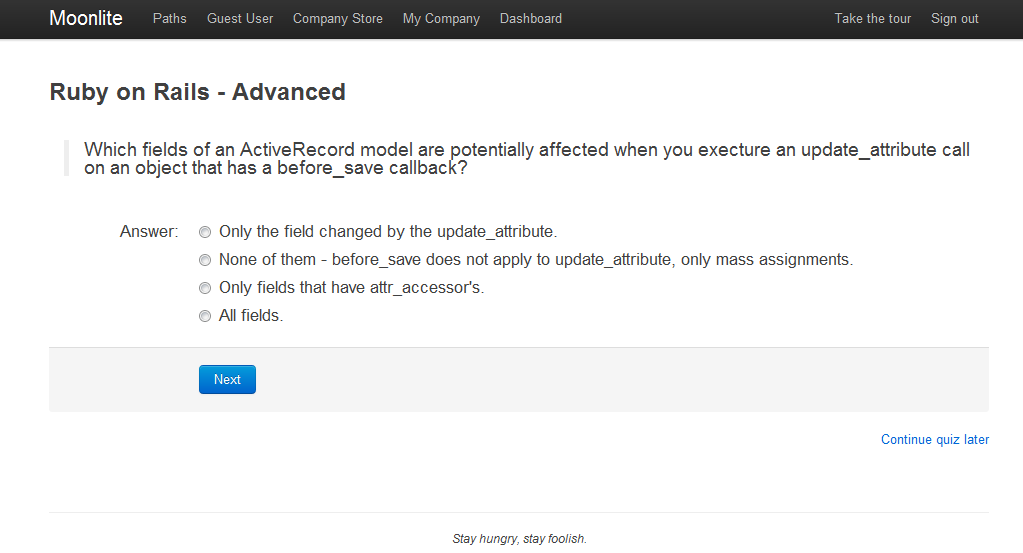 Moonlite Paths Guest User Company Store My Company Dashboard Take the tour Sign out
Ruby on Rails - Advanced
Which fields of an ActiveRecord model are potentially affected when you execture an update_attribute call
on an object that has a before_save callback?
Answer: Only the field changed by the update_attribute.
None of them - before_save does not apply to update_attribute, only mass assignments.
Only fields that have attr_accessor's.
All fields.
Next
Continue quiz later
Stay hungry, stay foolish.